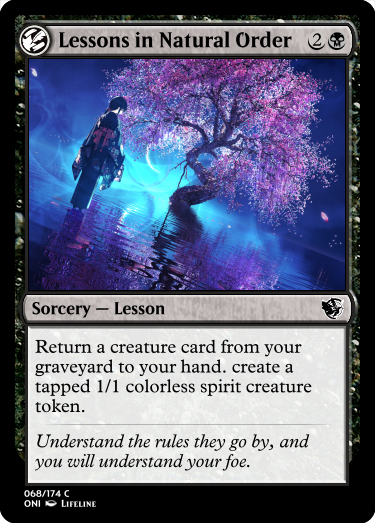 Lessons in Natural Order 2
Sorcery — Lesson
Return a creature card from your
graveyard to your hand. create a
tapped 1/1 colorless spirit creature
token.
Understand the rules they go by, and
you will understand your foe.
068/174 C
ONI LIFELINE